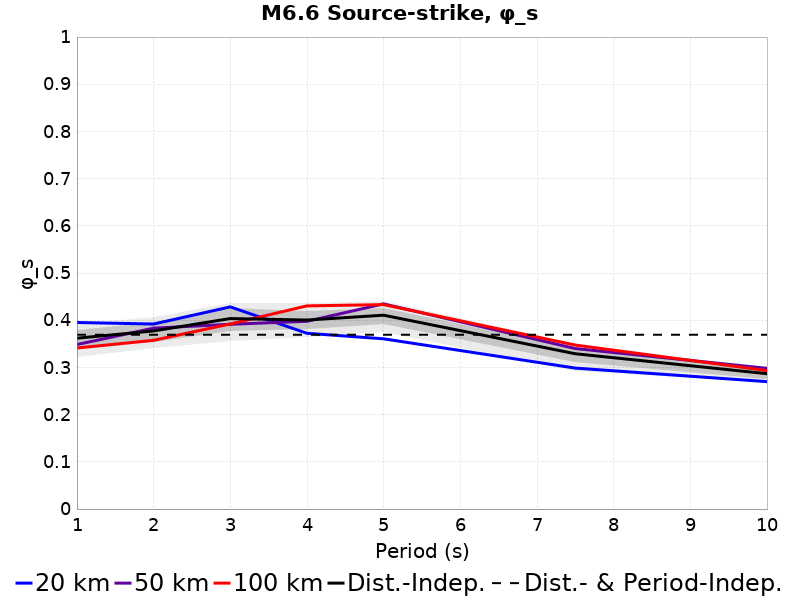 M6.6 Source-strike, φ_s
1
0.9
0.8
0.7
0.6
0.5
0.4
0.3
0.2
0.1
0
φ_s
1 2 3 4 5 6 7 8 9 10
Period (s)
20 km 50 km 100 km Dist.-Indep. Dist.- & Period-Indep.